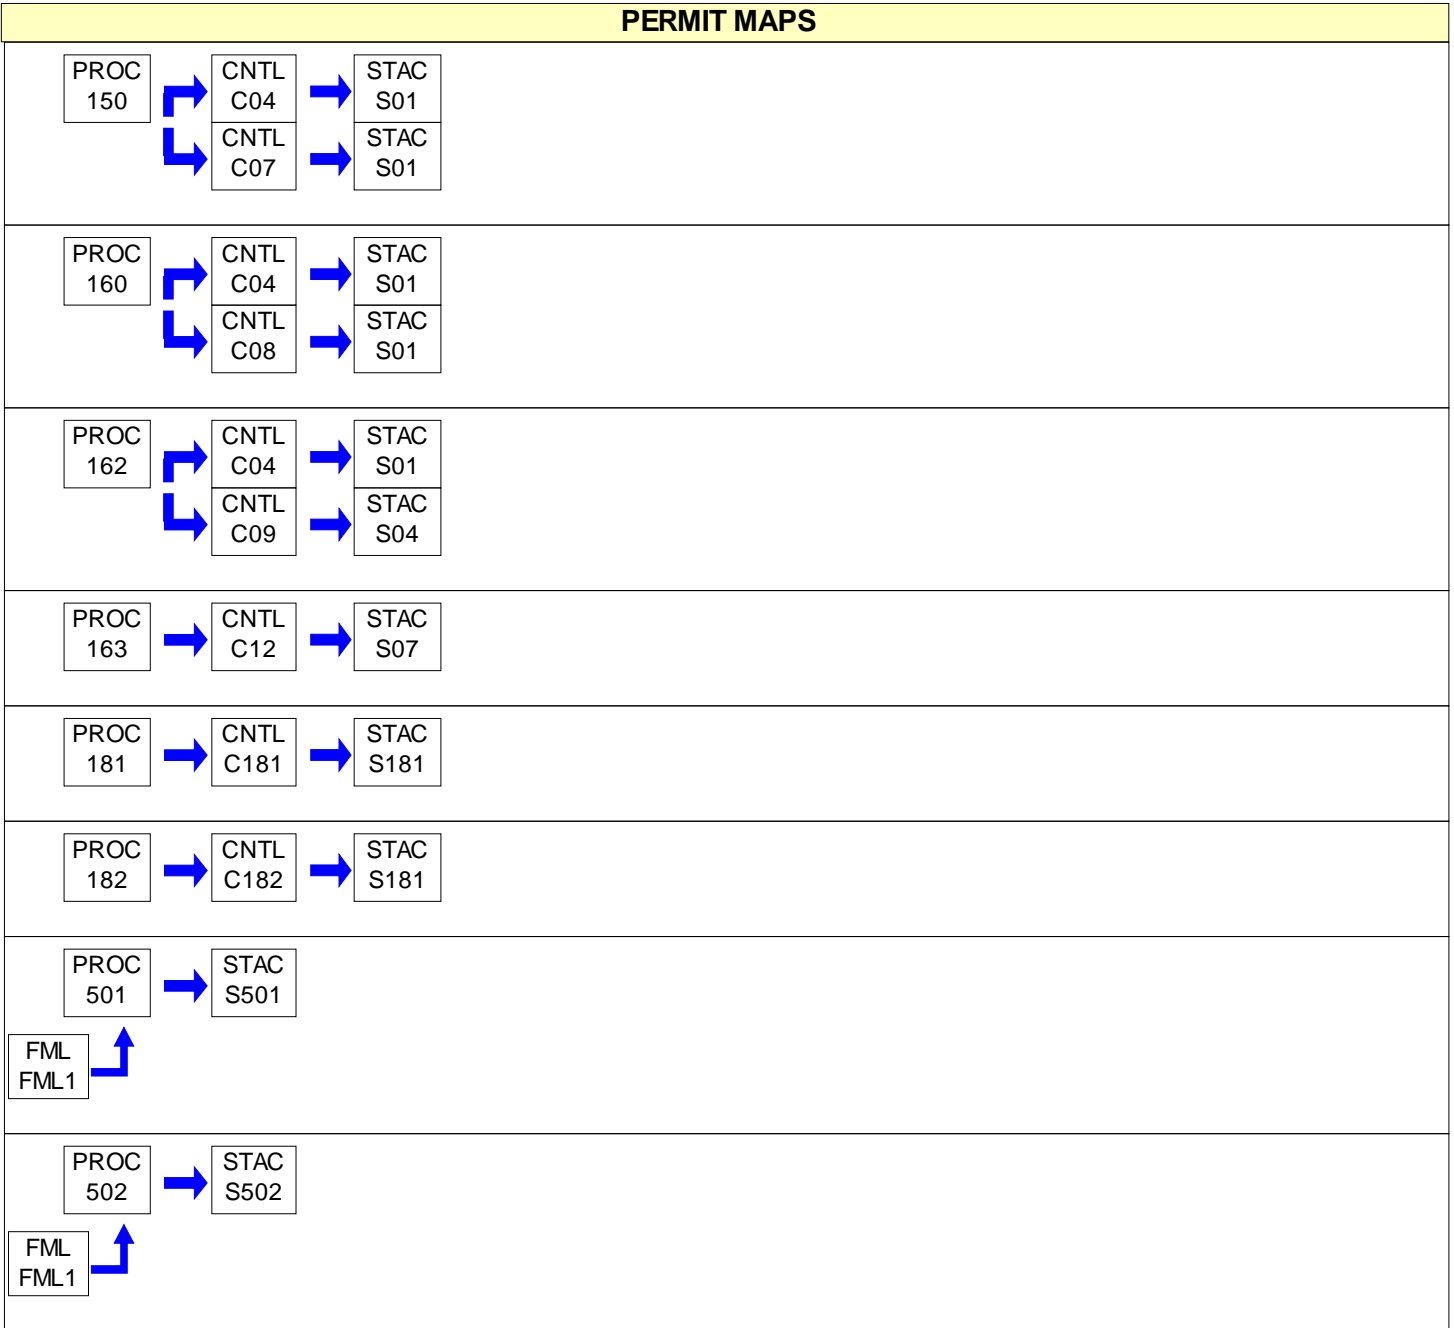 PERMIT MAPS
PROC CNTL STAC
150 C04 S01
CNTL STAC
C07 S01
PROC CNTL STAC
160 C04 S01
CNTL STAC
C08 S01
PROC CNTL STAC
162 C04 S01
CNTL STAC
C09 S04
PROC CNTL STAC
163 C12 S07
PROC CNTL STAC
181 C181 S181
PROC CNTL STAC
182 C182 S181
PROC STAC
501 S501
FML
FML1
PROC STAC
502 S502
FML
FML1